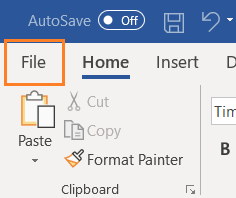 AutoSave Off
File Home Insert
Cut
Copy
Paste
Format Painter
Clipboard
B